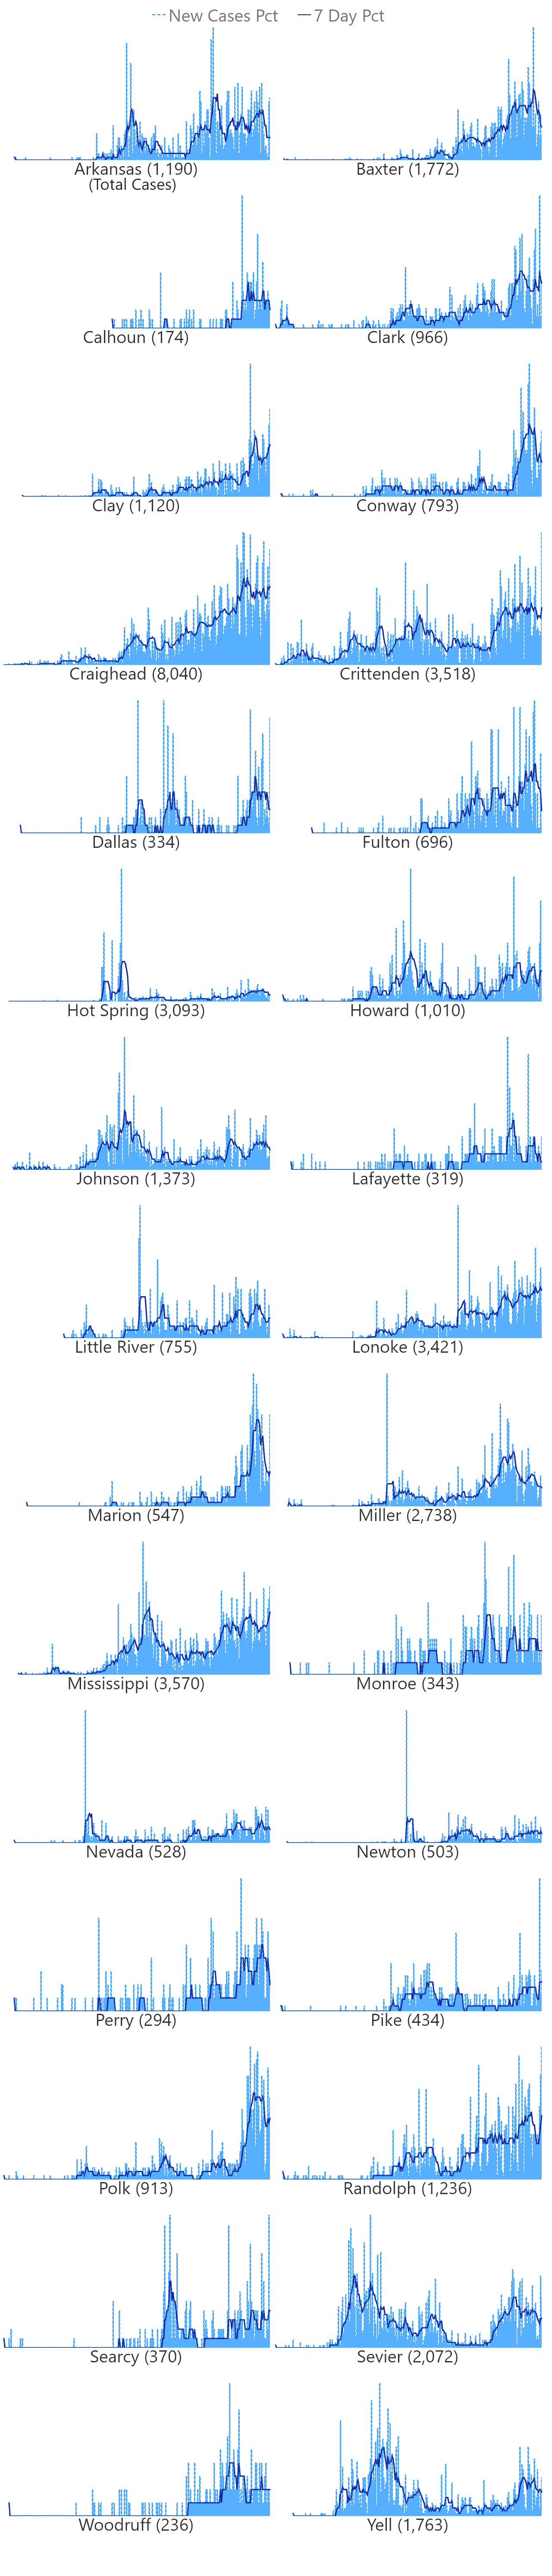 New Cases Pct 7 Day Pct
Arkansas (1,190) Baxter (1,772)
(Total Cases)
Calhoun (174) Clark (966)
Clay (1,120) Conway (793)
Craighead (8,040) Crittenden (3,518)
Dallas (334) Fulton (696)
Hot Spring (3,093) Howard (1,010)
Johnson (1,373) Lafayette (319)
Little River (755) Lonoke (3,421)
Marion (547) Miller (2,738)
Mississippi (3,570) Monroe (343)
Nevada (528) Newton (503)
Perry (294) Pike (434)
Polk (913) Randolph (1,236)
Searcy (370) Sevier (2,072)
Woodruff (236) Yell (1,763)